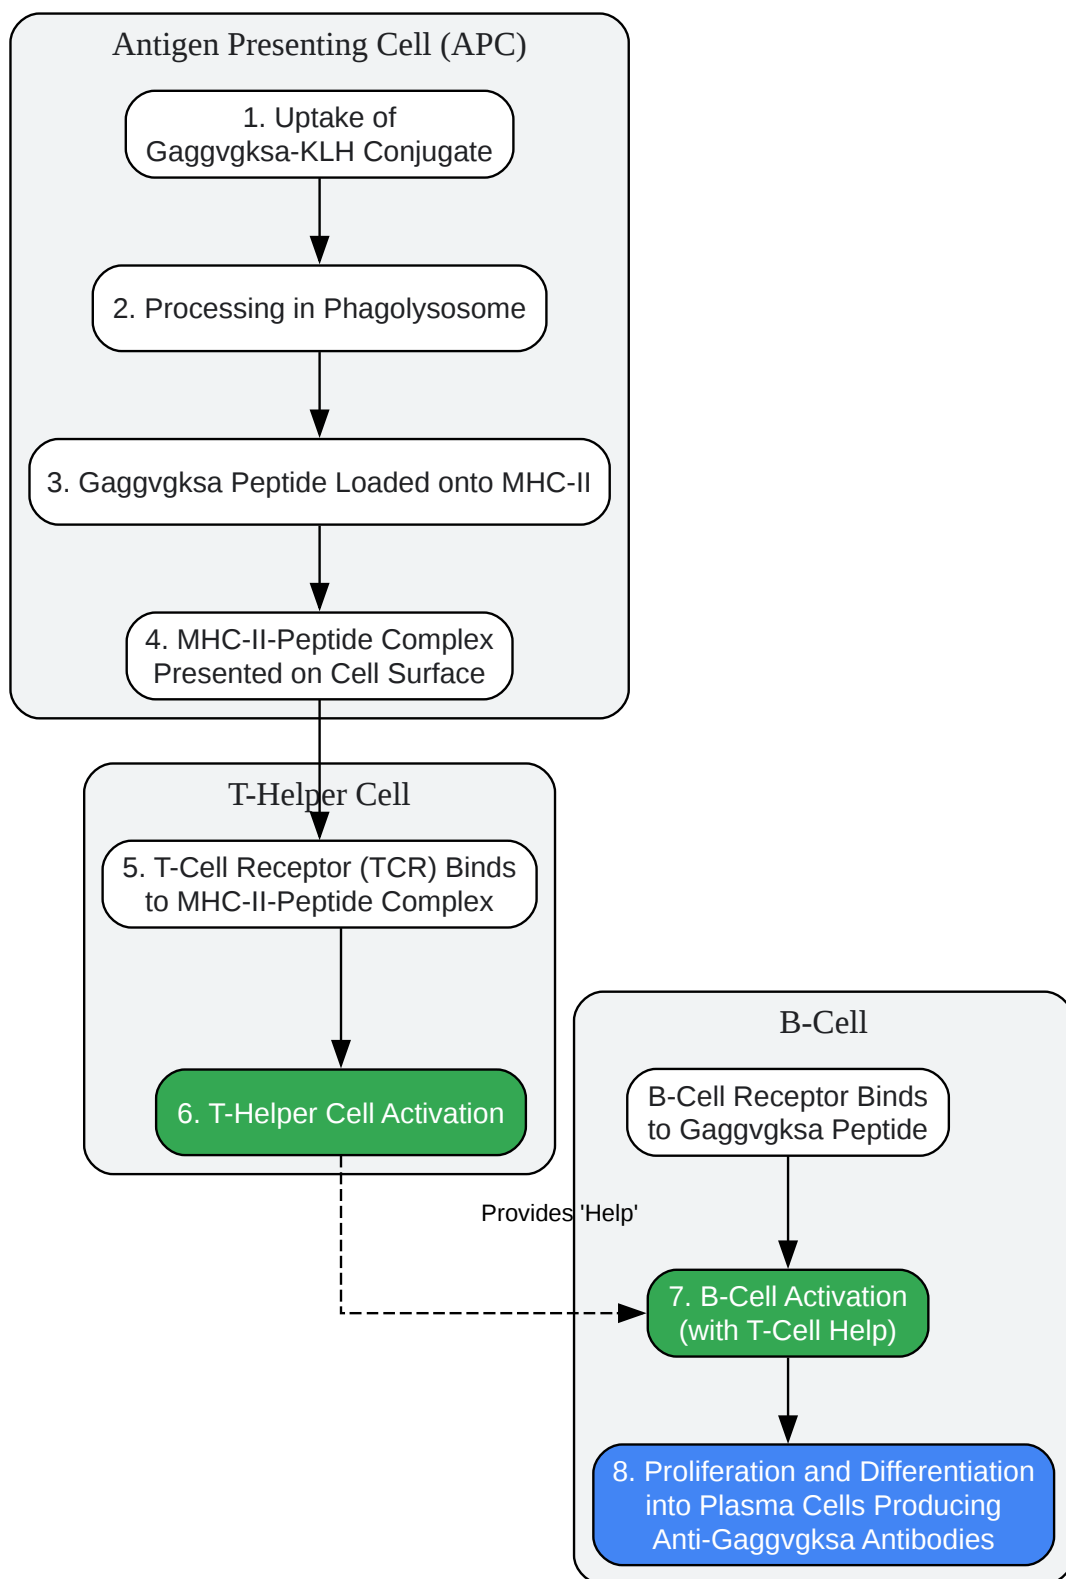 Antigen Presenting Cell (APC)
1. Uptake of
Gaggvgksa-KLH Conjugate
2. Processing in Phagolysosome
3. Gaggvgksa Peptide Loaded onto MHC-II
4. MHC-II-Peptide Complex
Presented on Cell Surface
T-Helper Cell
5. T-Cell Receptor (TCR) Binds
to MHC-II-Peptide Complex
6. T-Helper Cell Activation
Provides 'Help'
B-Cell
B-Cell Receptor Binds
to Gaggvgksa Peptide
7. B-Cell Activation
(with T-Cell Help)
8. Proliferation and Differentiation
into Plasma Cells Producing
Anti-Gaggvgksa Antibodies